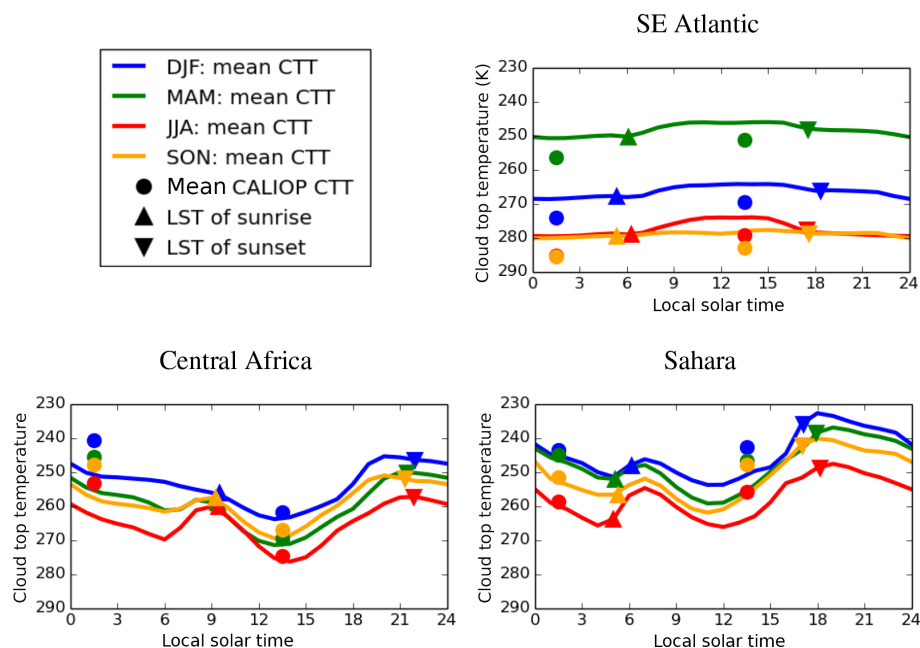 SE Atlantic
DJF: mean CTT
MAM: mean CTT
JJA: mean CTT
SON: mean CTT
Mean CALIOP CTT
LST of sunrise
LST of sunset
Cloud top temperature (K)
230
240
250
260
270
280
290
0 3 6 9 12 15 18 21 24
Local solar time
Central Africa
Cloud top temperature
230
240
250
260
270
280
290
0 3 6 9 12 15 18 21 24
Local solar time
Sahara
Cloud top temperature
230
240
250
260
270
280
290
0 3 6 9 12 15 18 21 24
Local solar time